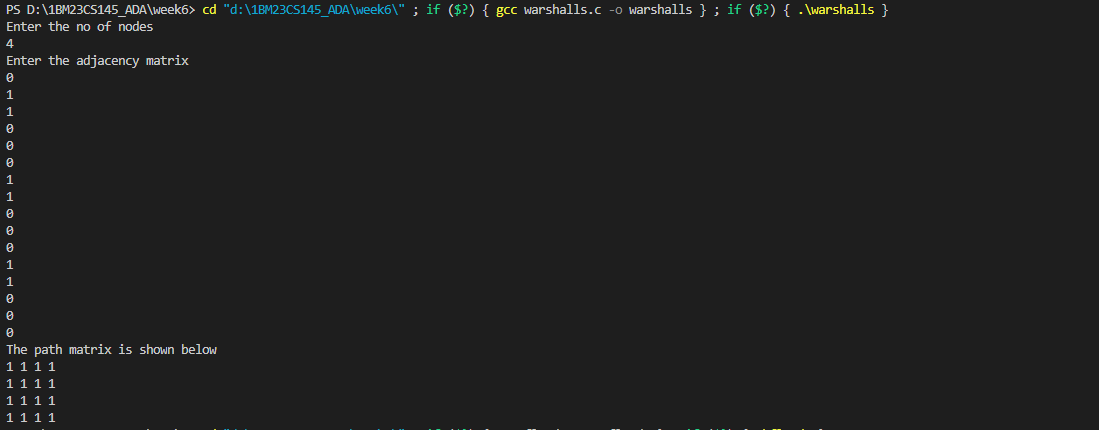 PS D:\1BM23CS145_ADA\week6> cd "d:\1BM23CS145_ADA\week6\" ; if ($?) { gcc warshalls.c -o warshalls } ; if ($?) { .\warshalls }
Enter the no of nodes
4
Enter the adjacency matrix
0
1
1
0
0
0
1
1
0
0
0
1
1
0
0
0
The path matrix is shown below
1 1 1 1
1 1 1 1
1 1 1 1
1 1 1 1